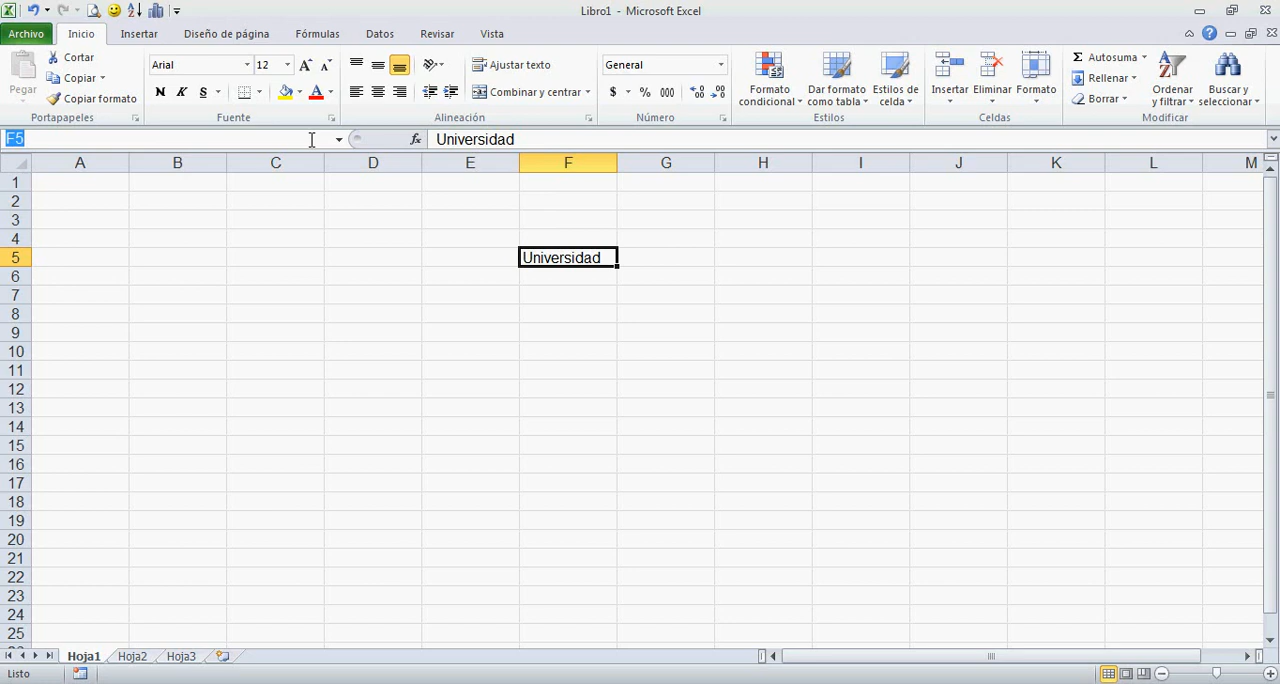 Libro1 - Microsoft Excel
Archivo Inicio Insertar Diseño de página Fórmulas Datos Revisar Vista
Pegar Cortar Copiar Copiar formato
Portapapeles
Arial 12
N K S
Fuente
Ajustar texto
Combinar y centrar
Alineación
General
$ % 000
Número
Formato condicional
Dar formato como tabla
Estilos de celda
Estilos
Insertar Eliminar Formato
Celdas
Σ Autosuma
Rellenar
Borrar
Ordenar y filtrar
Buscar y seleccionar
Modificar
F5 fx Universidad
A B C D E F G H I J K L M
1
2
3
4
5 Universidad
6
7
8
9
10
11
12
13
14
15
16
17
18
19
20
21
22
23
24
25
Hoja1 Hoja2 Hoja3
Listo